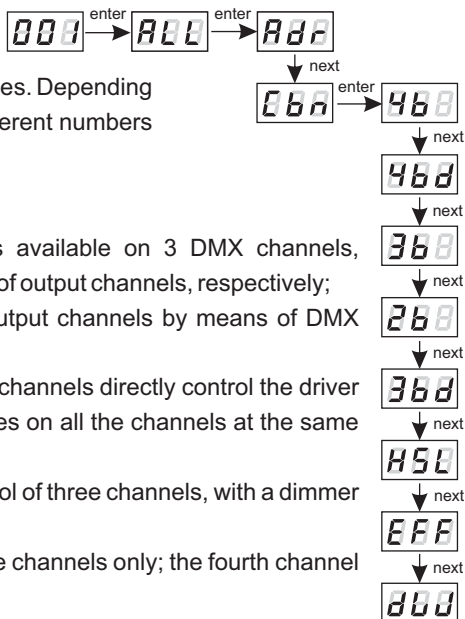 001 enter ALL enter Adr
next
Cbn enter 4b
es. Depending
erent numbers
next
4bd
next
3b
s available on 3 DMX channels,
of output channels, respectively;
next
2b
utput channels by means of DMX
next
3bd
channels directly control the driver
es on all the channels at the same
next
HSL
ol of three channels, with a dimmer
next
EFF
e channels only; the fourth channel
next